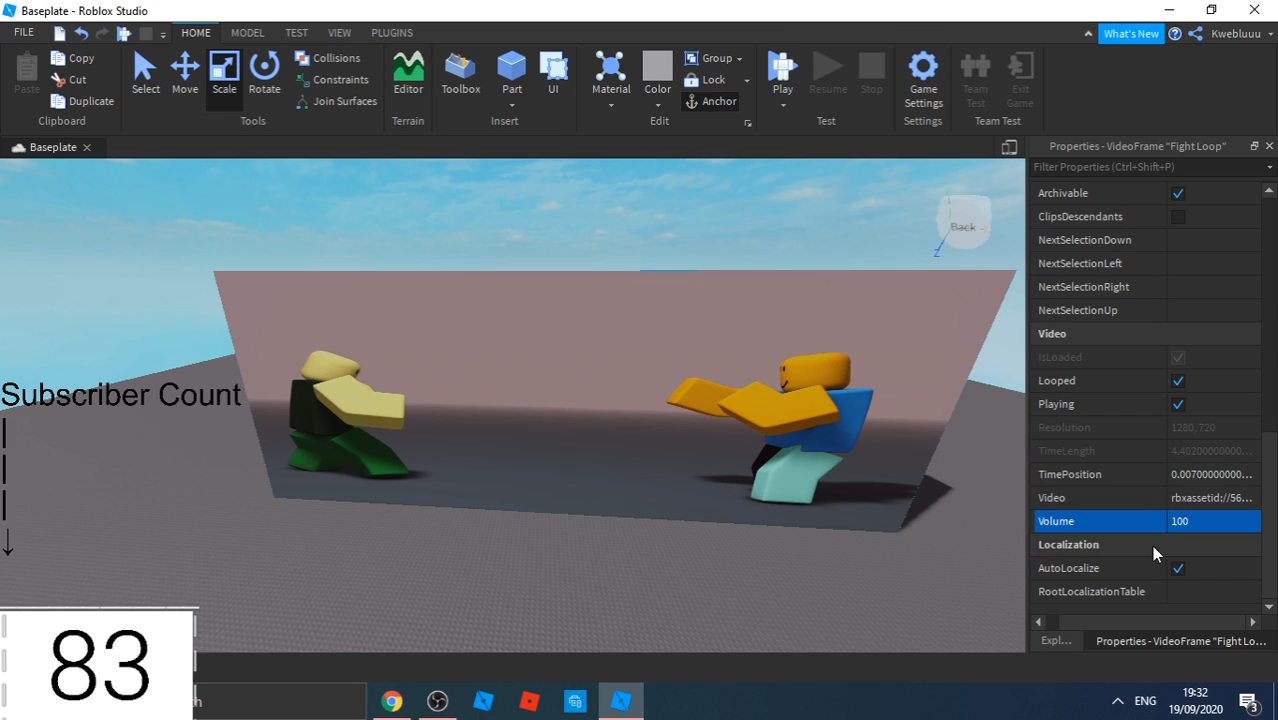 Baseplate - Roblox Studio
FILE HOME MODEL TEST VIEW PLUGINS What's New Kwebluuu
Paste Copy Cut Duplicate
Clipboard
Select Move Scale Rotate
Collisions
Constraints
Join Surfaces
Tools
Editor
Terrain
Toolbox Part UI
Insert
Material Color
Group
Lock
Anchor
Edit
Play Resume Stop
Test
Game Settings
Settings
Team Test Exit Game
Team Test
Baseplate
Back
Properties - VideoFrame "Fight Loop"
Filter Properties (Ctrl+Shift+P)
Archivable
ClipsDescendants
NextSelectionDown
NextSelectionLeft
NextSelectionRight
NextSelectionUp
Video
IsLoaded
Looped
Playing
Resolution 1280, 720
TimeLength 4.40200000000...
TimePosition 0.00700000000...
Video rbxassetid://56...
Volume 100
Localization
AutoLocalize
RootLocalizationTable
Expl... Properties - VideoFrame "Fight Lo...
Subscriber Count
83
ENG
19:32
19/09/2020
3